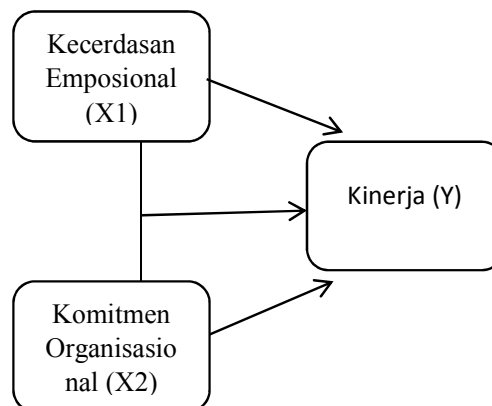 Kecerdasan
Emposional
(X1)
Kinerja (Y)
Komitmen
Organisasio
nal (X2)